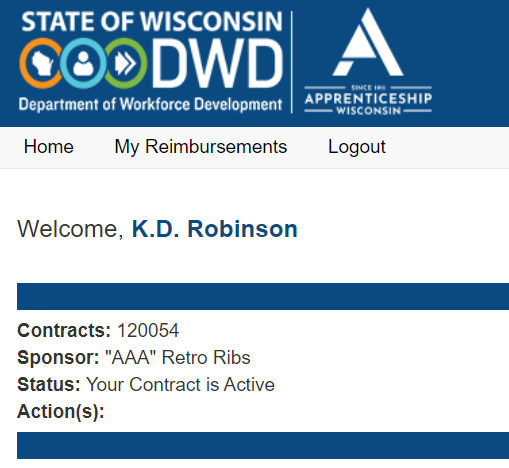 STATE OF WISCONSIN
DWD
Department of Workforce Development
A
SINCE 1911
APPRENTICESHIP
WISCONSIN
Home My Reimbursements Logout
Welcome, K.D. Robinson
Contracts: 120054
Sponsor: "AAA" Retro Ribs
Status: Your Contract is Active
Action(s):